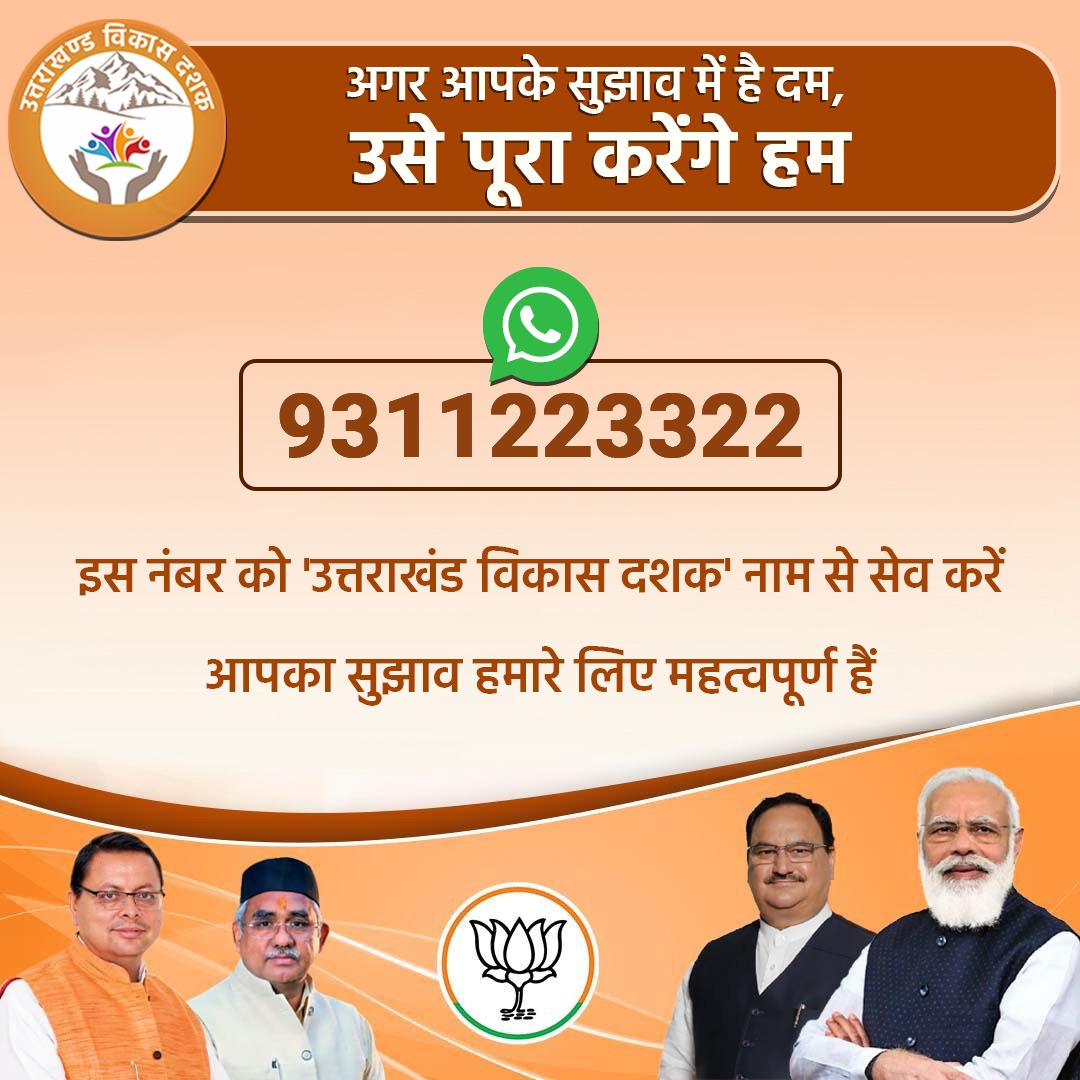 उत्तराखण्ड विकास दशक
अगर आपके सुझाव में है दम,
उसे पूरा करेंगे हम
9311223322
इस नंबर को 'उत्तराखंड विकास दशक' नाम से सेव करें
आपका सुझाव हमारे लिए महत्वपूर्ण हैं